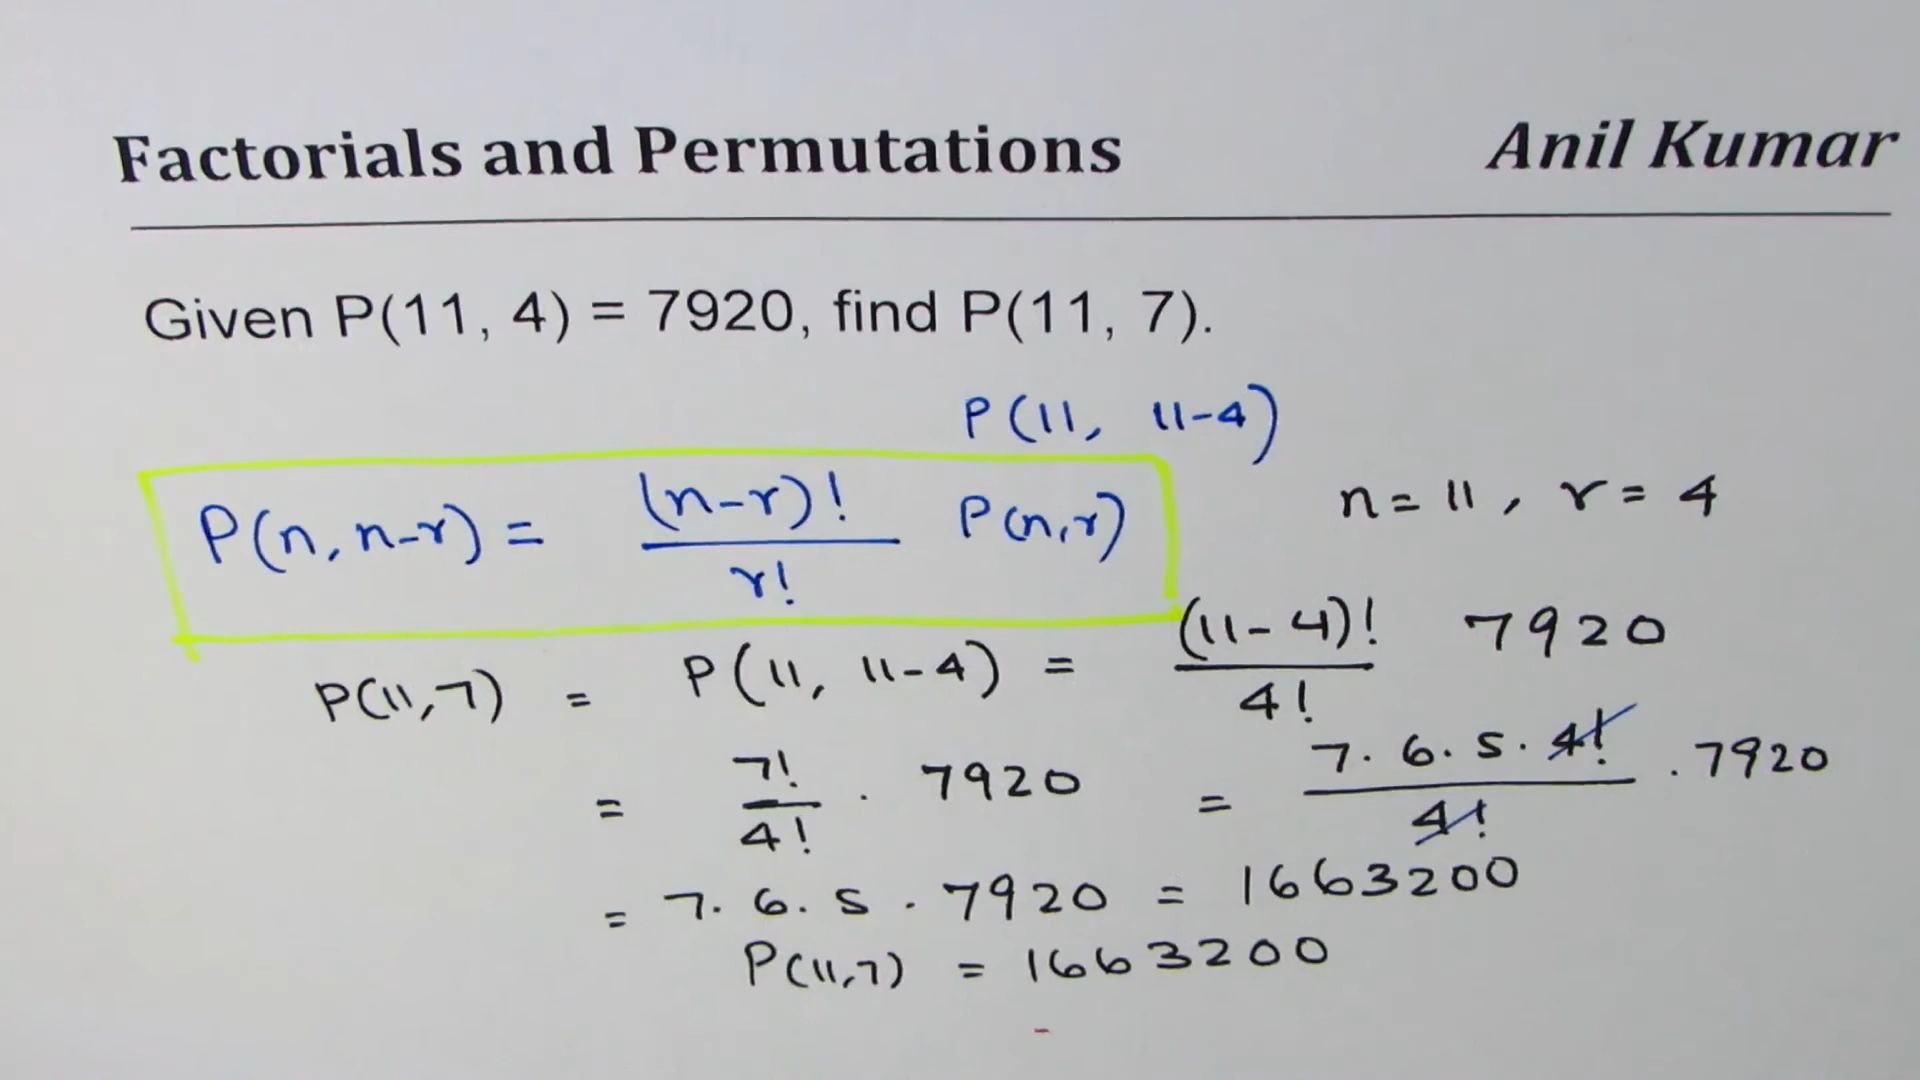 Factorials and Permutations Anil Kumar
Given P(11, 4) = 7920, find P(11, 7).
P(11, 11-4)
P(n, n-r) = (n-r)! / r! P(n,r)
n = 11, r = 4
P(11,7) = P(11, 11-4) = (11-4)! / 4! 7920
= 7! / 4! . 7920 = 7. 6. 5. 4! / 4! . 7920
= 7. 6. 5 . 7920 = 1663200
P(11,7) = 1663200